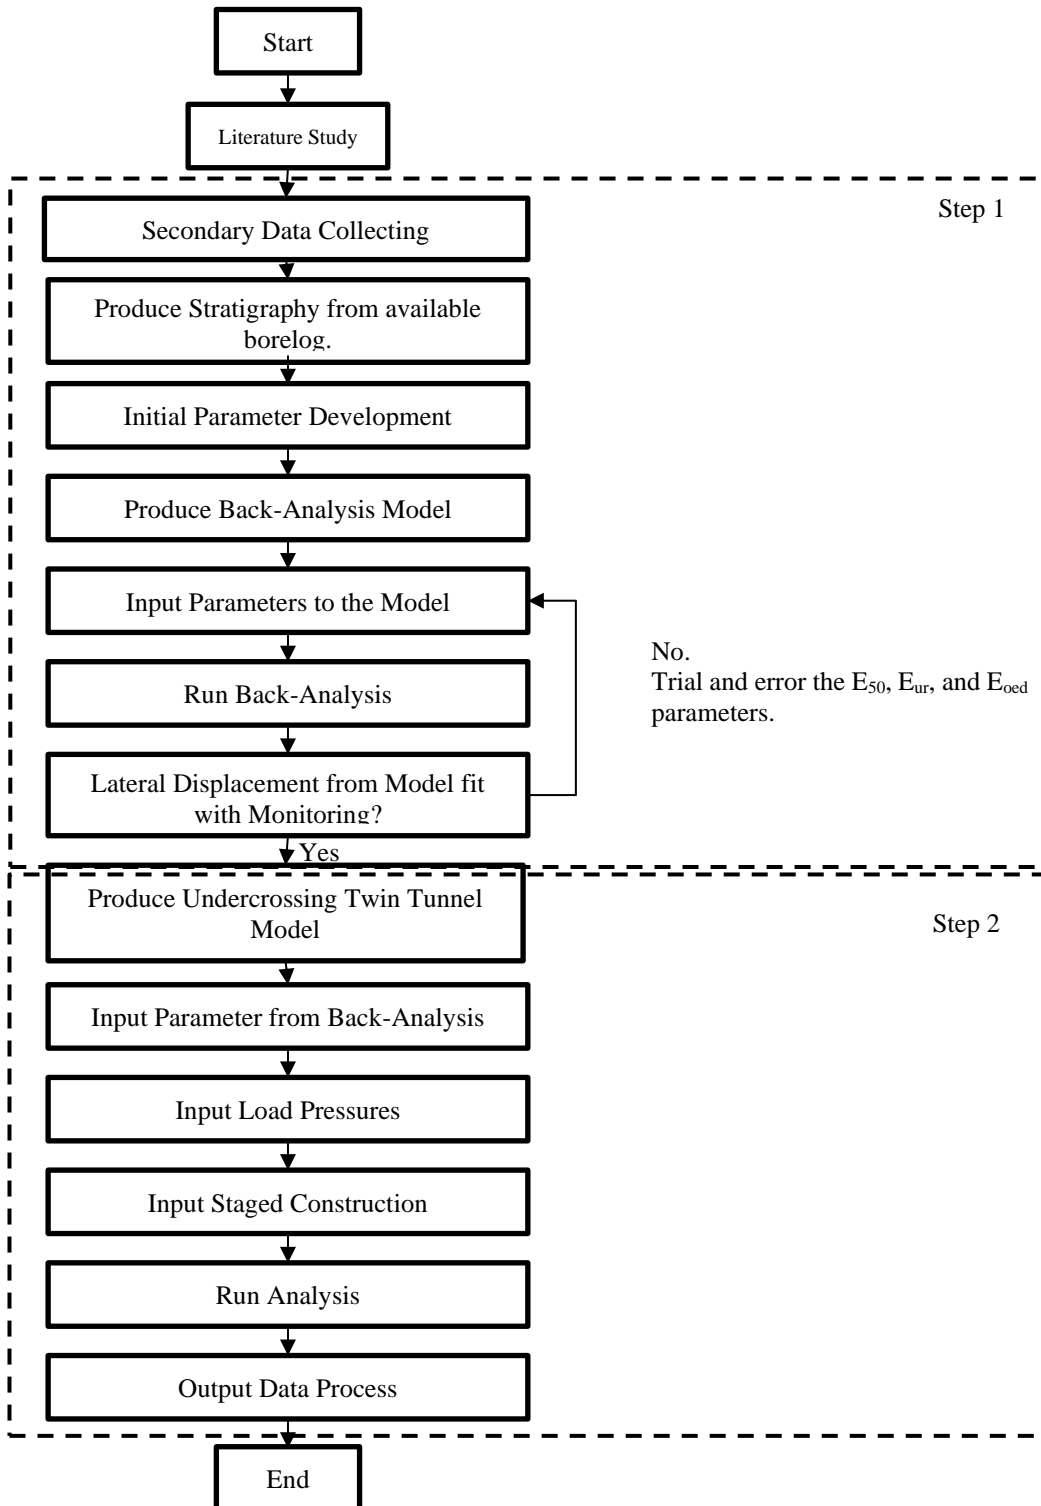 Start
Literature Study
Step 1
Secondary Data Collecting
Produce Stratigraphy from available
borelog.
Initial Parameter Development
Produce Back-Analysis Model
Input Parameters to the Model
No.
Trial and error the E50, Eur, and Eoed
parameters.
Run Back-Analysis
Lateral Displacement from Model fit
with Monitoring?
Yes
Produce Undercrossing Twin Tunnel
Model
Step 2
Input Parameter from Back-Analysis
Input Load Pressures
Input Staged Construction
Run Analysis
Output Data Process
End